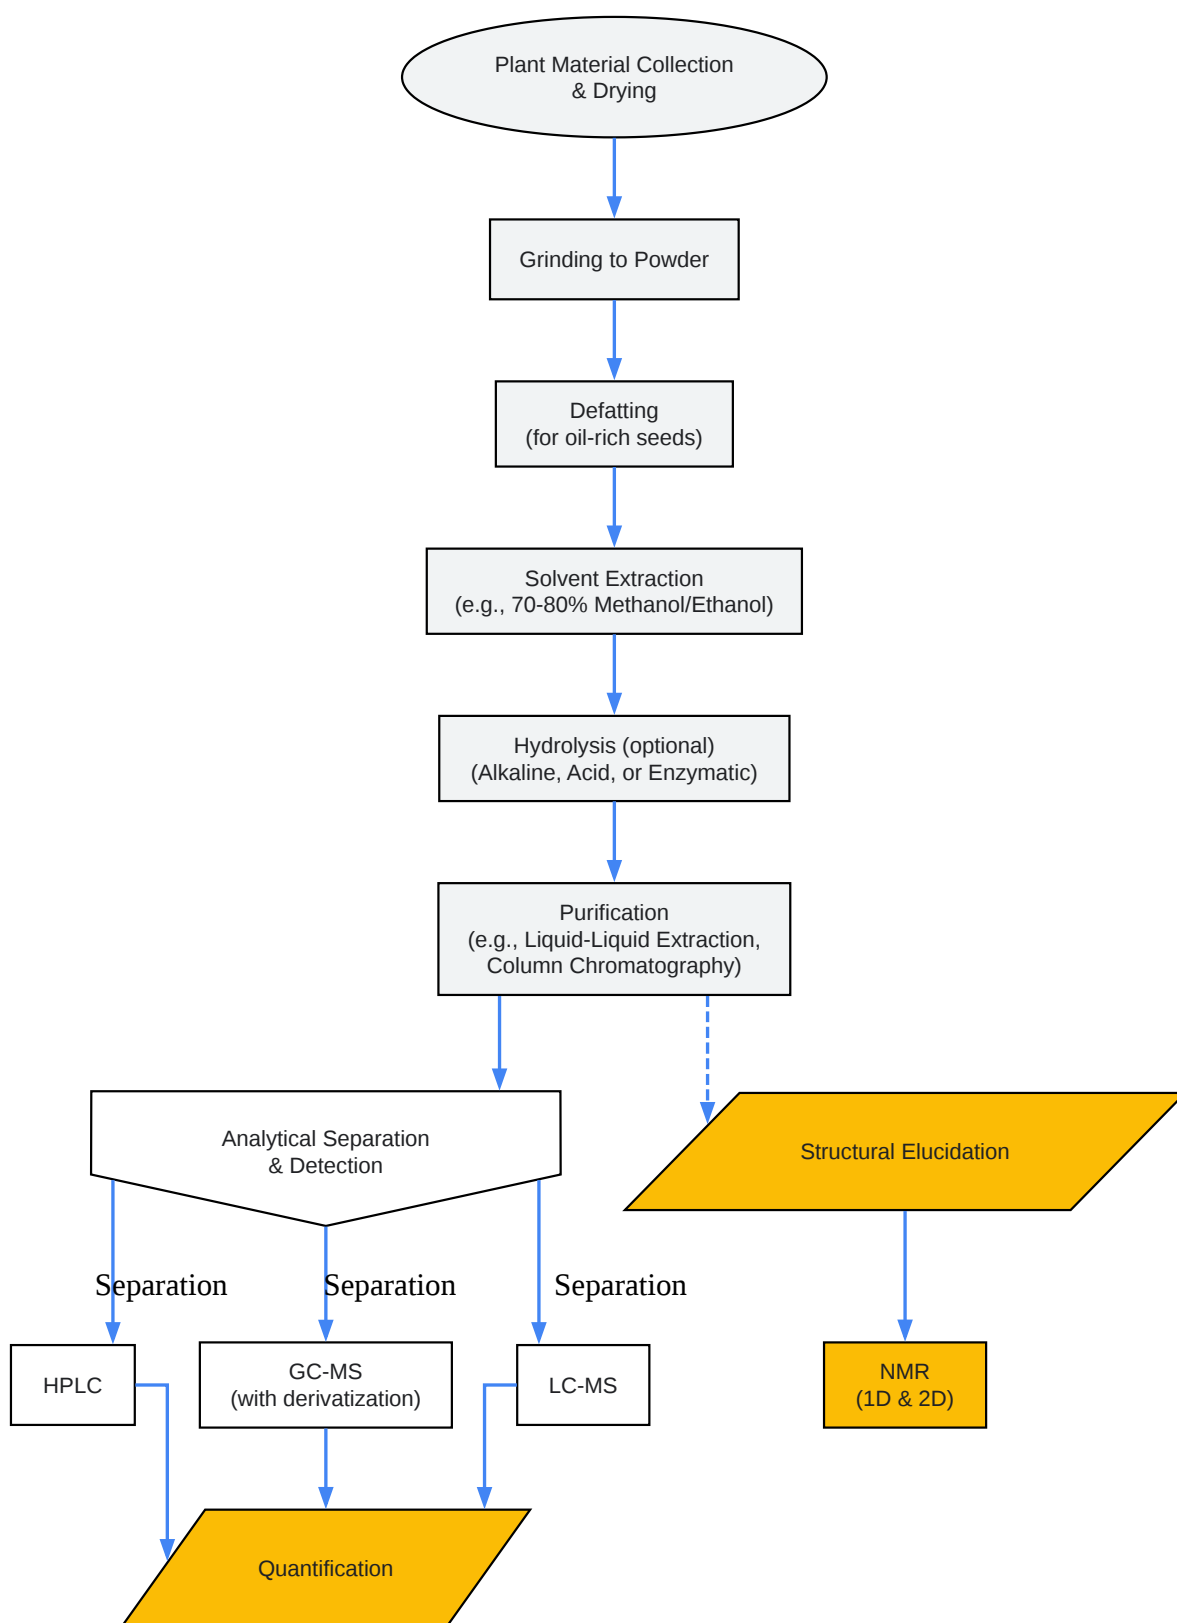 Plant Material Collection
& Drying
Grinding to Powder
Defatting
(for oil-rich seeds)
Solvent Extraction
(e.g., 70-80% Methanol/Ethanol)
Hydrolysis (optional)
(Alkaline, Acid, or Enzymatic)
Purification
(e.g., Liquid-Liquid Extraction,
Column Chromatography)
Analytical Separation
& Detection
Structural Elucidation
Separation
Separation
Separation
HPLC
GC-MS
(with derivatization)
LC-MS
NMR
(1D & 2D)
Quantification